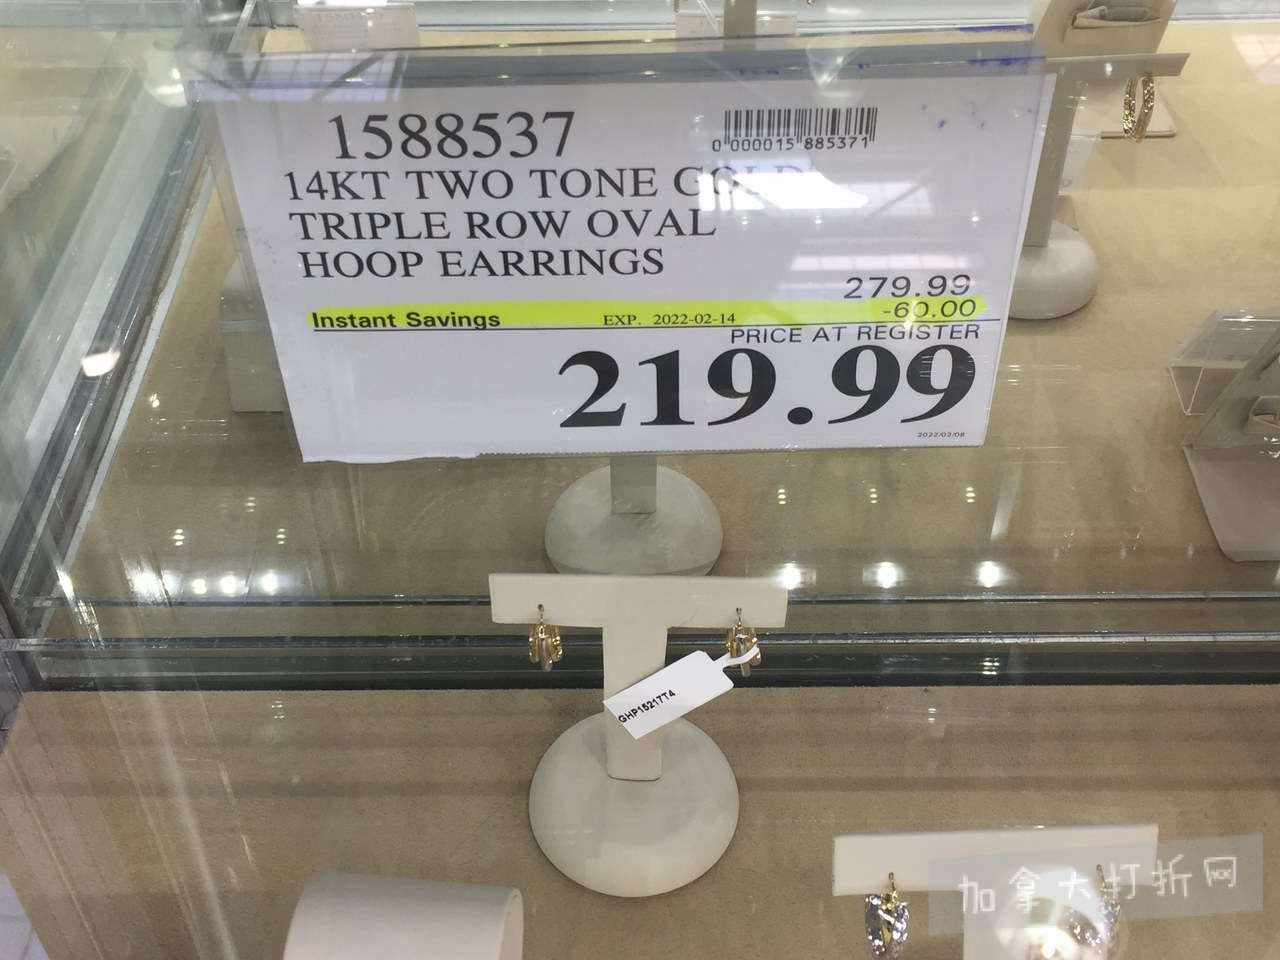 1588537
0 000015 885371
14KT TWO TONE GOLD
TRIPLE ROW OVAL
HOOP EARRINGS
279.99
Instant Savings EXP. 2022-02-14 -60.00
PRICE AT REGISTER
219.99
2022/02/08
GHP15217T4
加拿大打折网